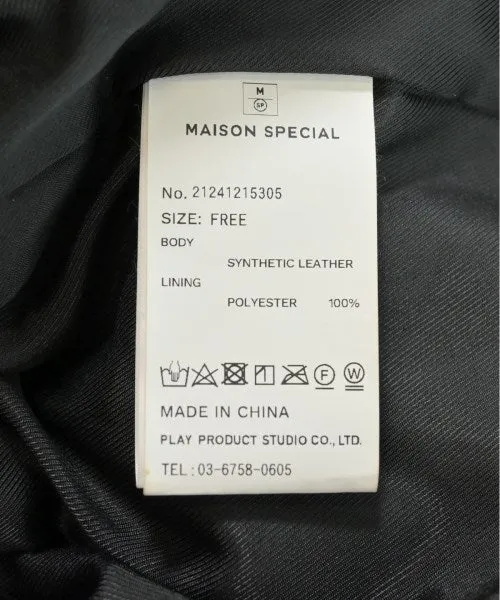 M
SP
MAISON SPECIAL
No. 21241215305
SIZE: FREE
BODY
SYNTHETIC LEATHER
LINING
POLYESTER 100%
F W
MADE IN CHINA
PLAY PRODUCT STUDIO CO., LTD.
TEL : 03-6758-0605